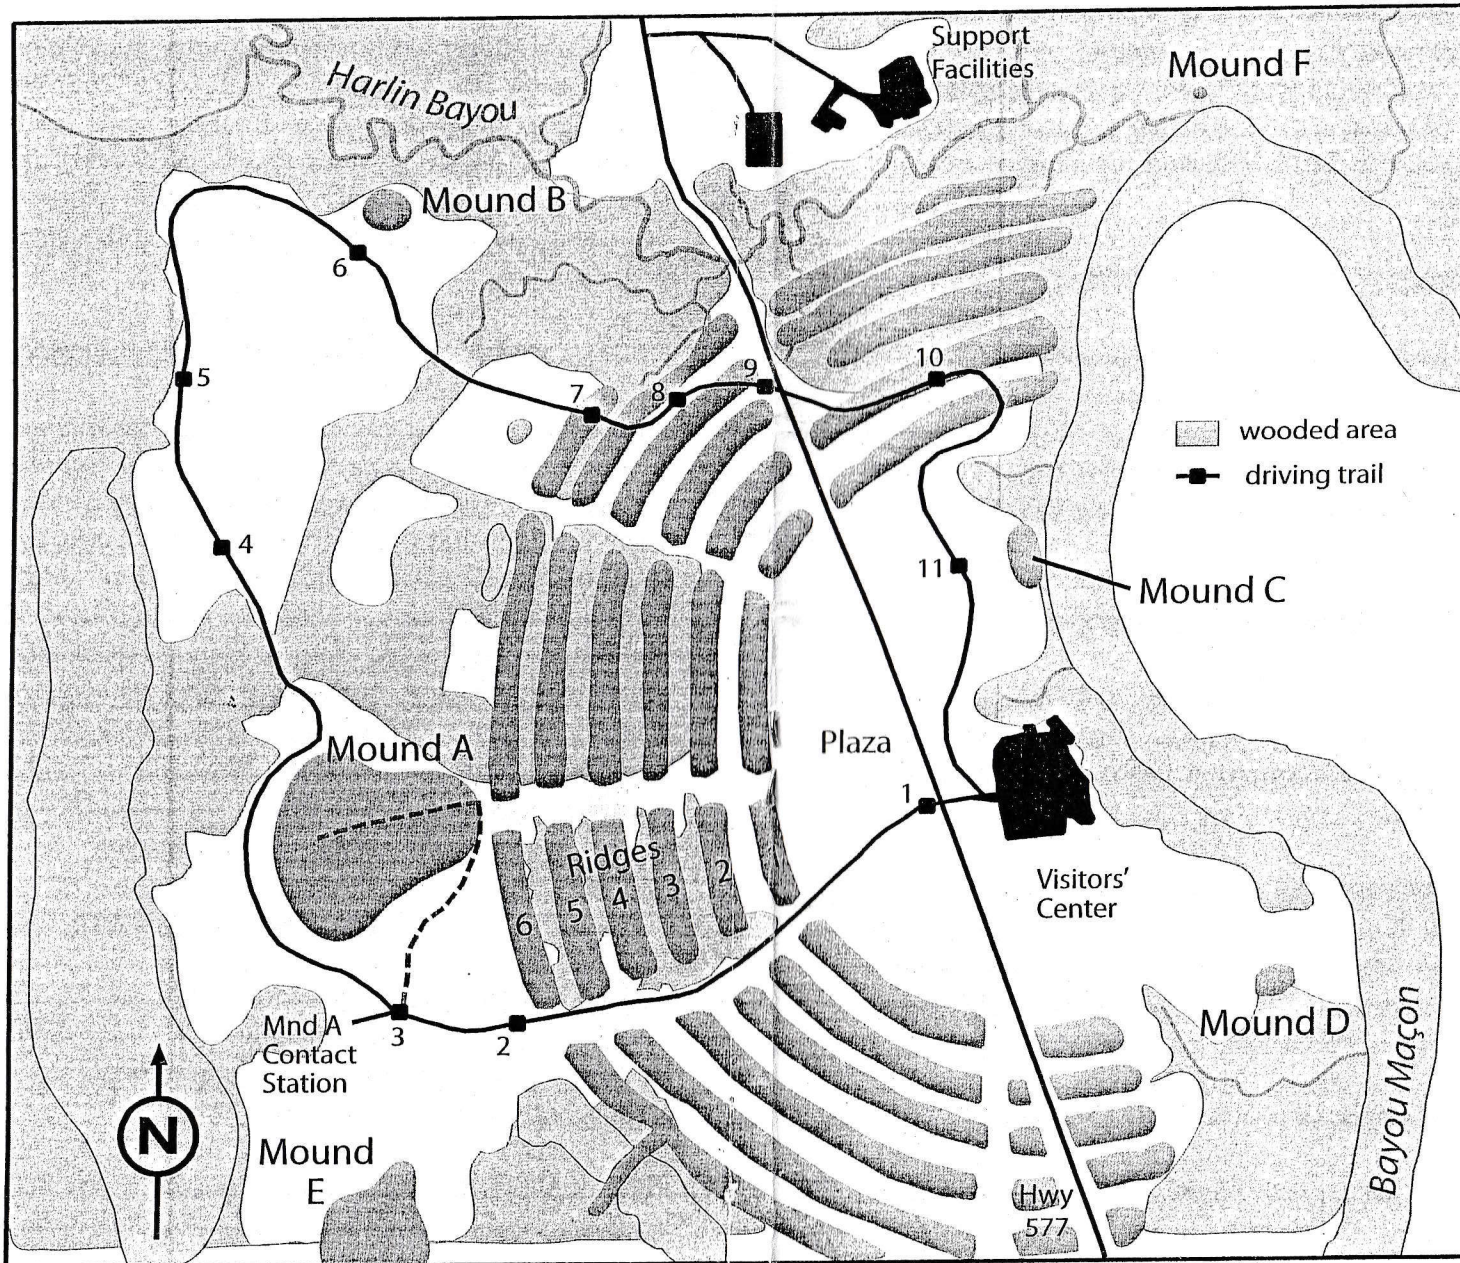 Support
Facilities
Mound F
Harlin Bayou
Mound B
6
5
7
8
9
10
wooded area
driving trail
4
11
Mound C
Mound A
Plaza
1
Ridges
6
5
4
3
2
Visitors'
Center
Mnd A
Contact
Station
3
2
Mound D
Bayou Maçon
N
Mound
E
Hwy
577